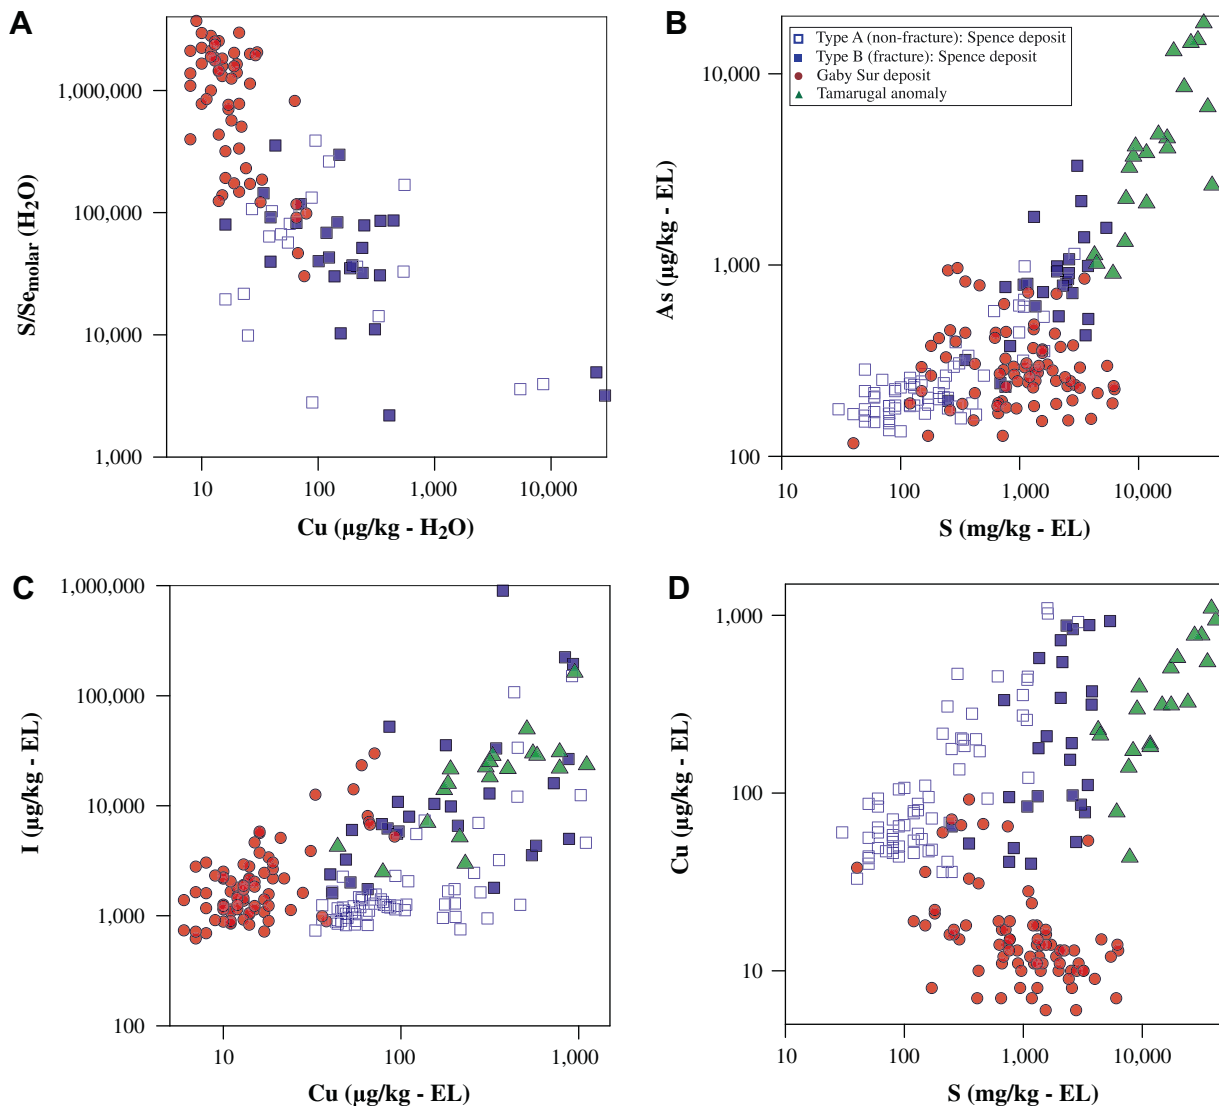 A
S/Se_molar (H₂O)
1,000,000
100,000
10,000
1,000
10
100
1,000
10,000
Cu (µg/kg - H₂O)
B
Type A (non-fracture): Spence deposit
Type B (fracture): Spence deposit
Gaby Sur deposit
Tamarugal anomaly
As (µg/kg - EL)
10,000
1,000
100
10
100
1,000
10,000
S (mg/kg - EL)
C
I (µg/kg - EL)
1,000,000
100,000
10,000
1,000
100
10
100
1,000
Cu (µg/kg - EL)
D
Cu (µg/kg - EL)
1,000
100
10
10
100
1,000
10,000
S (mg/kg - EL)